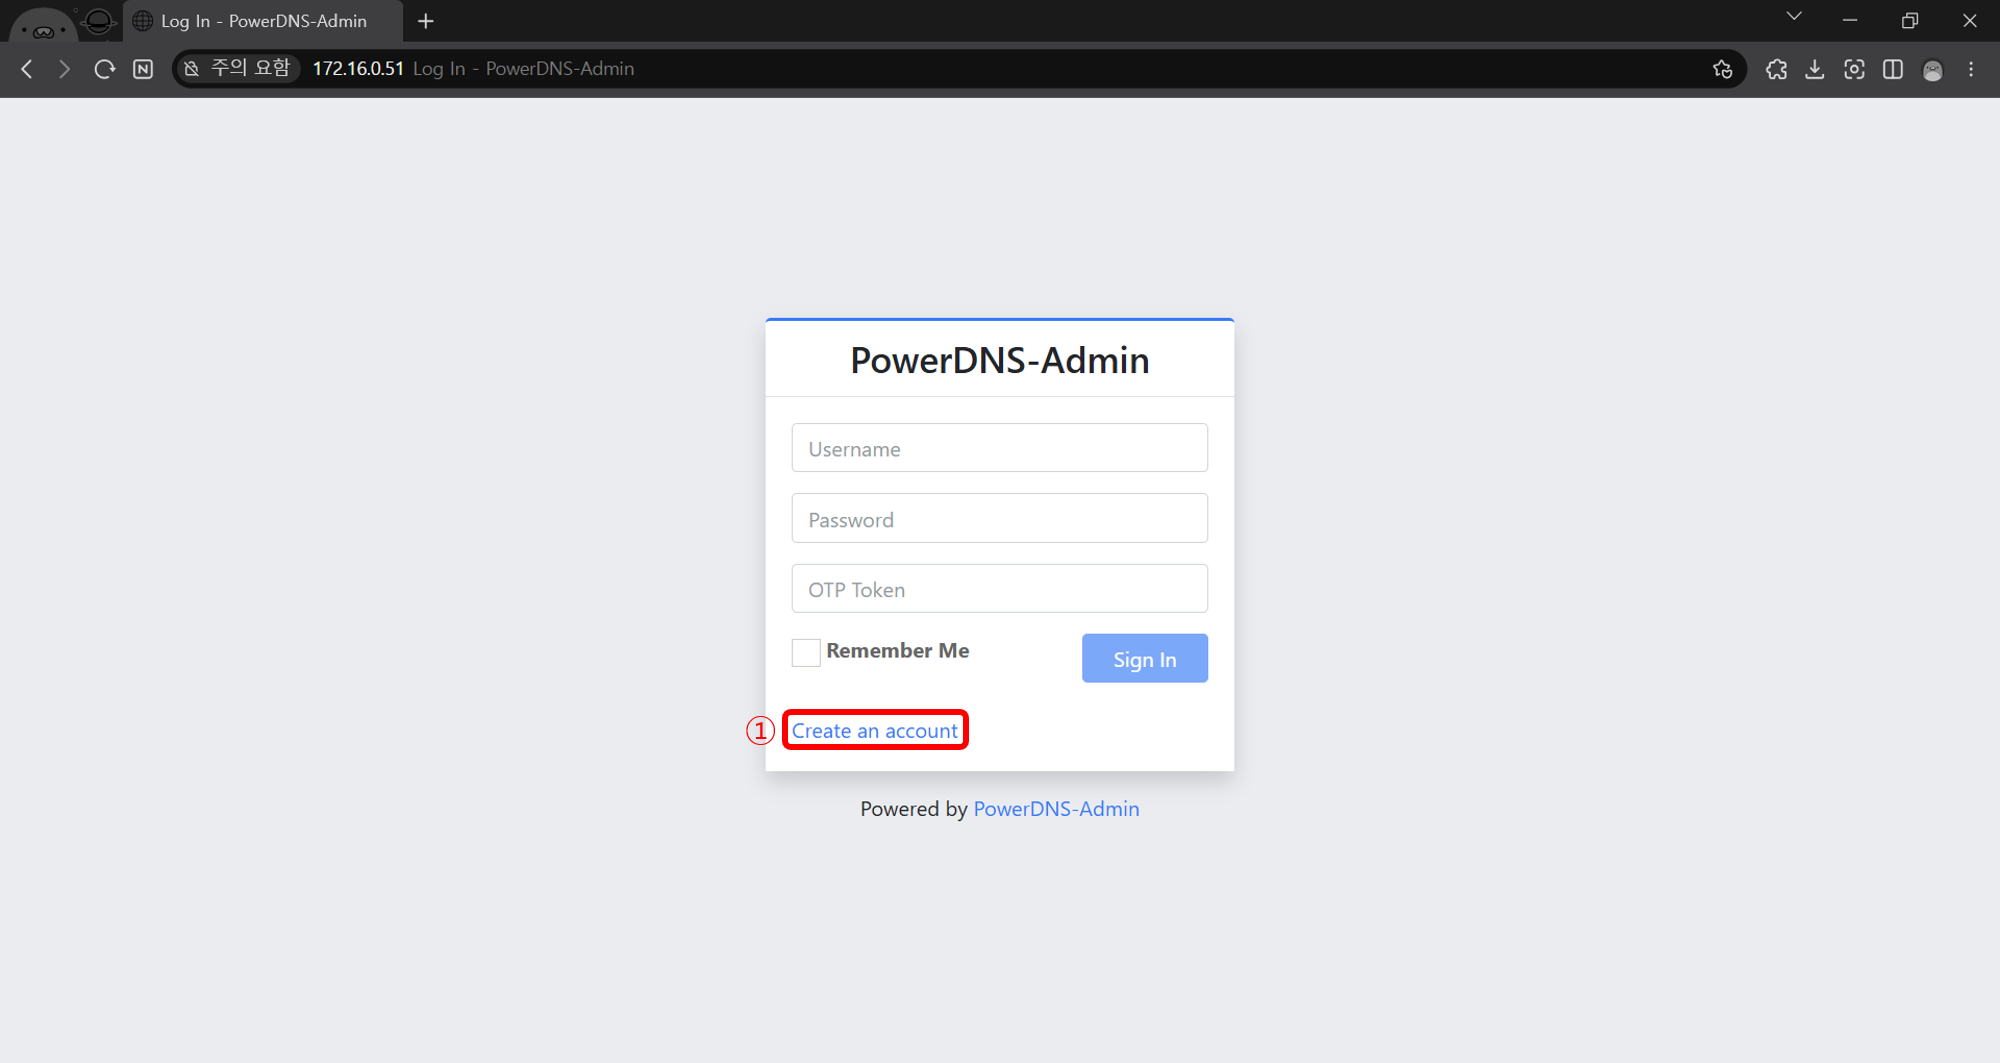 Log In - PowerDNS-Admin
주의 요함 172.16.0.51 Log In - PowerDNS-Admin
PowerDNS-Admin
Username
Password
OTP Token
Remember Me
Sign In
① Create an account
Powered by PowerDNS-Admin